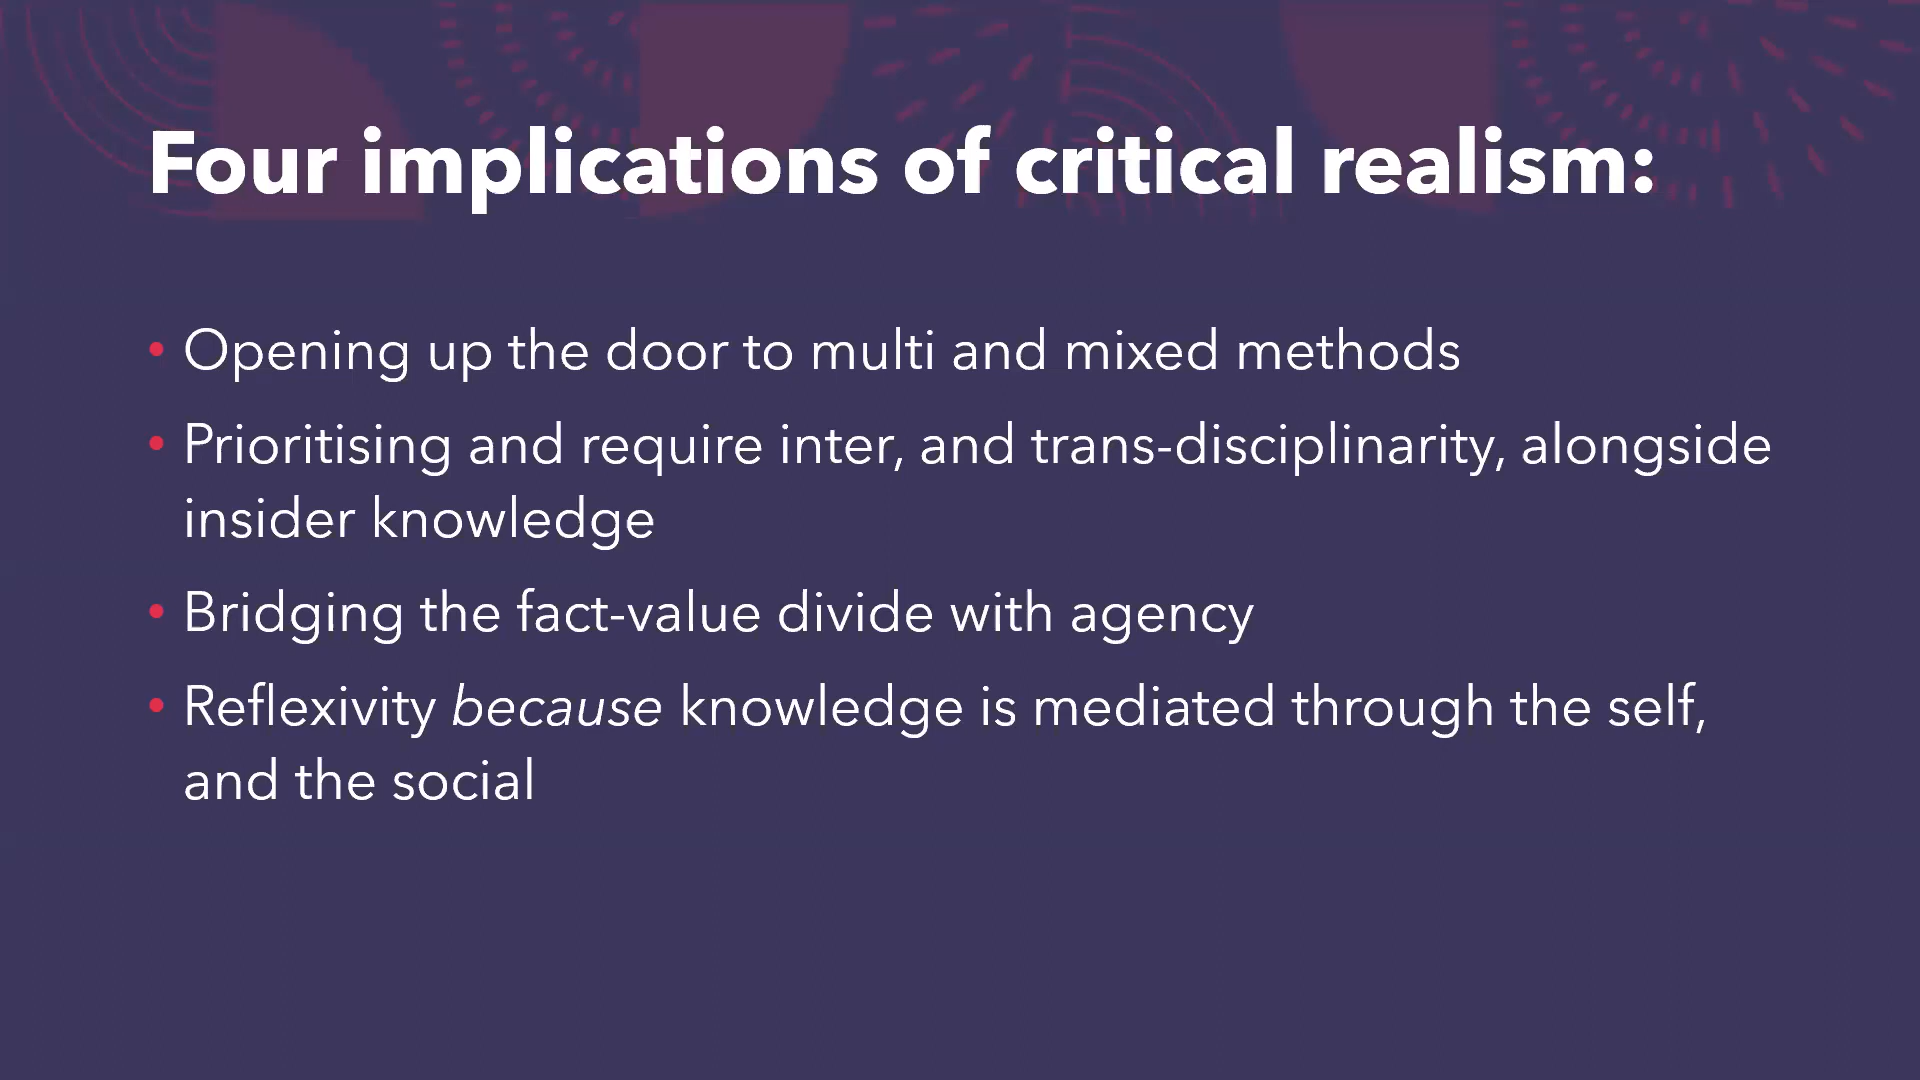 Four implications of critical realism:
• Opening up the door to multi and mixed methods
• Prioritising and require inter, and trans-disciplinarity, alongside
insider knowledge
• Bridging the fact-value divide with agency
• Reflexivity because knowledge is mediated through the self,
and the social